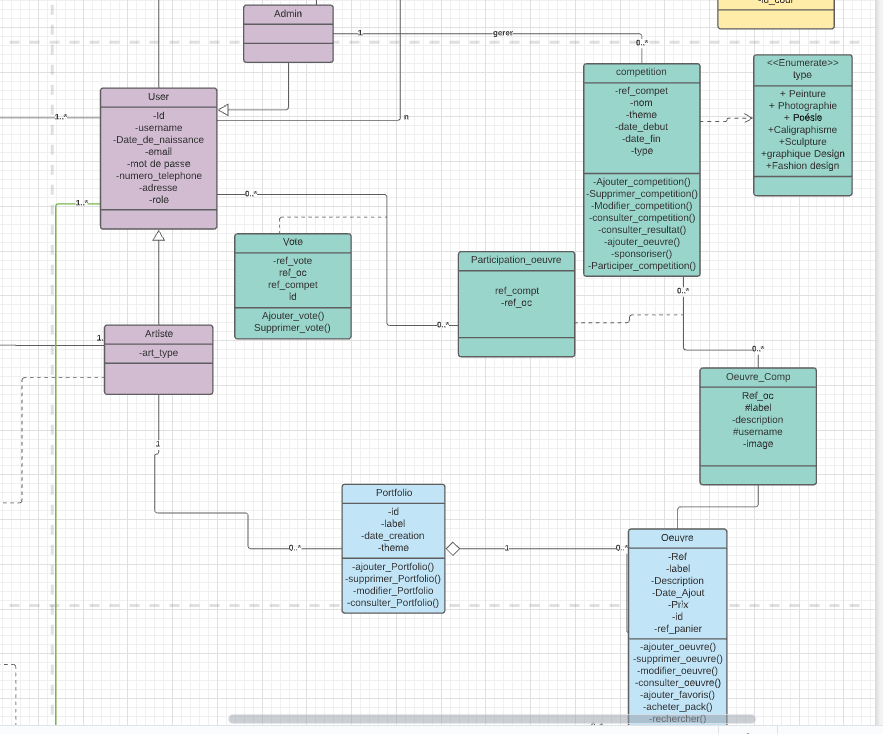 -id_cour
Admin
1
gerer
0..*
competition
-ref_compet
-nom
-theme
-date_debut
-date_fin
-type
-Ajouter_competition()
-Supprimer_competition()
-Modifier_competition()
-consulter_competition()
-consulter_resultat()
-ajouter_oeuvre()
-sponsoriser()
-Participer_competition()
<<Enumerate>>
type
+ Peinture
+ Photographie
+ Poésie
+Caligraphisme
+Sculpture
+graphique Design
+Fashion design
User
-Id
-username
-Date_de_naissance
-email
-mot de passe
-numero_telephone
-adresse
-role
1..*
n
1..*
0..*
Vote
-ref_vote
ref_oc
ref_compet
id
Ajouter_vote()
Supprimer_vote()
0..*
Participation_oeuvre
ref_compt
-ref_oc
0..*
0..*
Artiste
-art_type
1.
1
Oeuvre_Comp
Ref_oc
#label
-description
#username
-image
Portfolio
-id
-label
-date_creation
-theme
-ajouter_Portfolio()
-supprimer_Portfolio()
-modifier_Portfolio
-consulter_Portfolio()
0..*
1
0..*
Oeuvre
-Ref
-label
-Description
-Date_Ajout
-Prix
-id
-ref_panier
-ajouter_oeuvre()
-supprimer_oeuvre()
-modifier_oeuvre()
-consulter_oeuvre()
-ajouter_favoris()
-acheter_pack()
-rechercher()